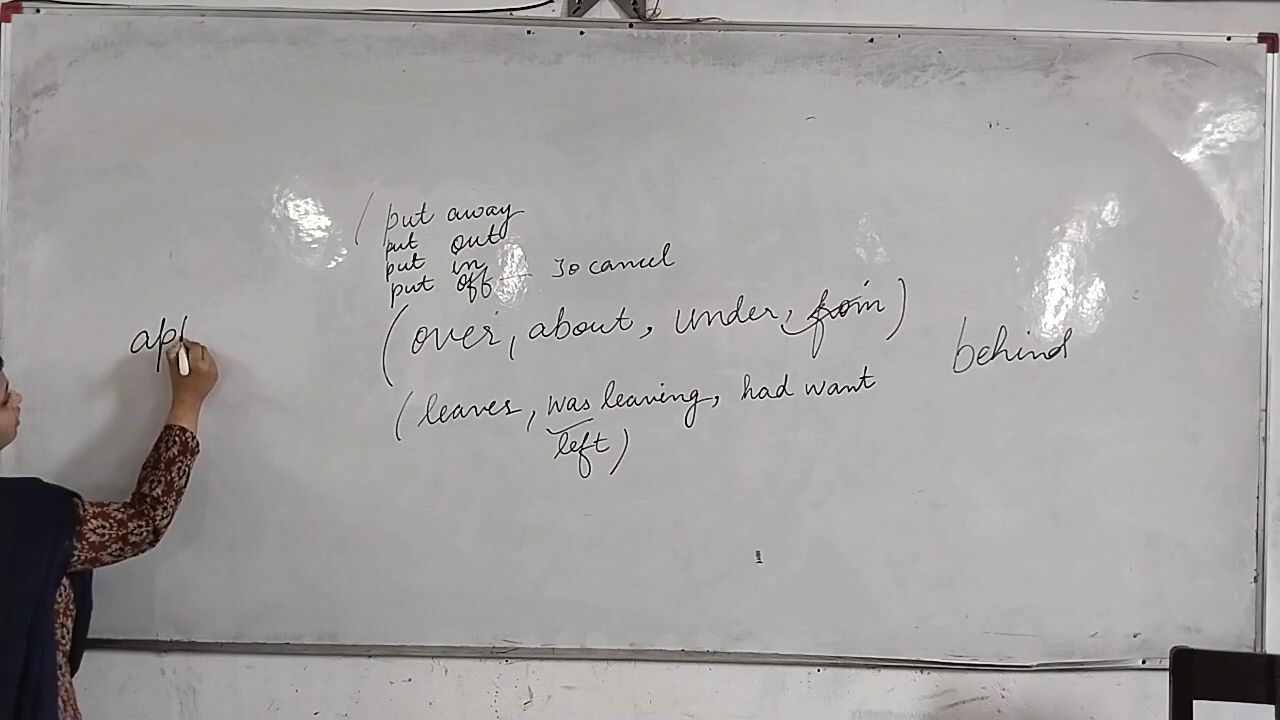 put away
put out
put in
put off — To cancel
(over, about, under, from in)
behind
(leaves, was leaving, had want
left)
ap